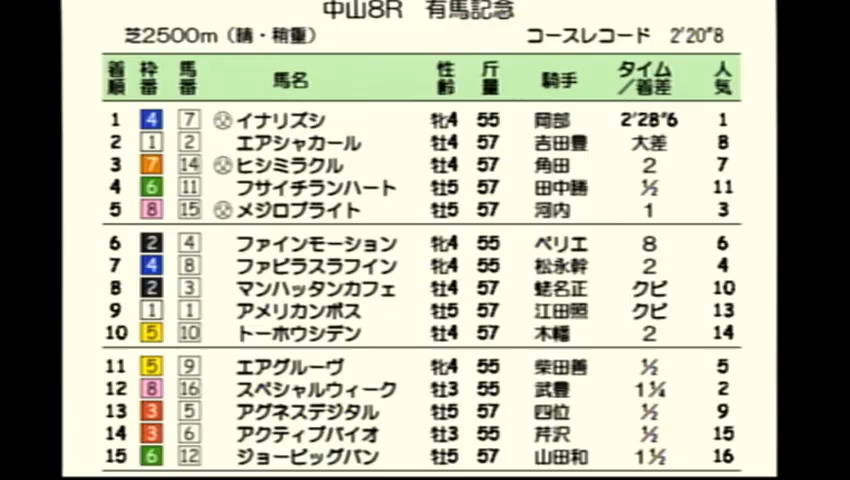 中山8R 有馬記念
芝2500m（晴・稍重） コースレコード 2'20"8
着順 枠番 馬番 馬名 性齢 斤量 騎手 タイム/着差 人気
1 4 7 イナリズシ 牝4 55 岡部 2'28"6 1
2 1 2 エアシャカール 牡4 57 吉田豊 大差 8
3 7 14 ヒシミラクル 牡4 57 角田 2 7
4 6 11 フサイチランハート 牡5 57 田中勝 ½ 11
5 8 15 メジロブライト 牡5 57 河内 1 3
6 2 4 ファインモーション 牝4 55 ペリエ 8 6
7 4 8 ファビラスラフイン 牝4 55 松永幹 2 4
8 2 3 マンハッタンカフェ 牡4 57 蛯名正 クビ 10
9 1 1 アメリカンボス 牡5 57 江田照 クビ 13
10 5 10 トーホウシデン 牡4 57 木幡 2 14
11 5 9 エアグルーヴ 牝4 55 柴田善 ½ 5
12 8 16 スペシャルウィーク 牡3 55 武豊 1¼ 2
13 3 5 アグネスデジタル 牡5 57 四位 ½ 9
14 3 6 アクティブバイオ 牡3 55 芹沢 ½ 15
15 6 12 ジョービッグバン 牡5 57 山田和 1½ 16